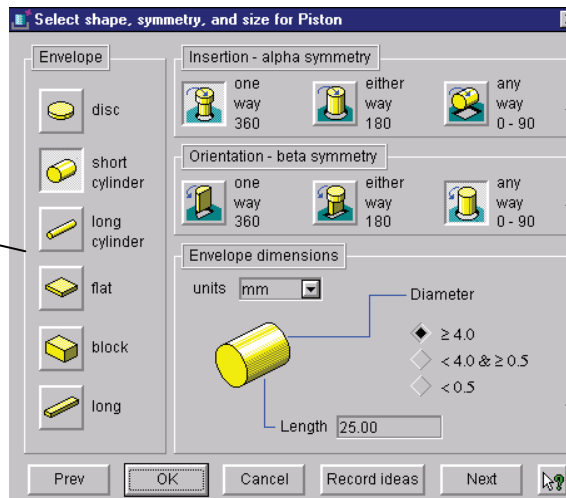 Select shape, symmetry, and size for Piston
Envelope
disc
short
cylinder
long
cylinder
flat
block
long
Insertion - alpha symmetry
one
way
360
either
way
180
any
way
0 - 90
Orientation - beta symmetry
one
way
360
either
way
180
any
way
0 - 90
Envelope dimensions
units mm
Diameter
≥ 4.0
< 4.0 & ≥ 0.5
< 0.5
Length 25.00
Prev OK Cancel Record ideas Next ?